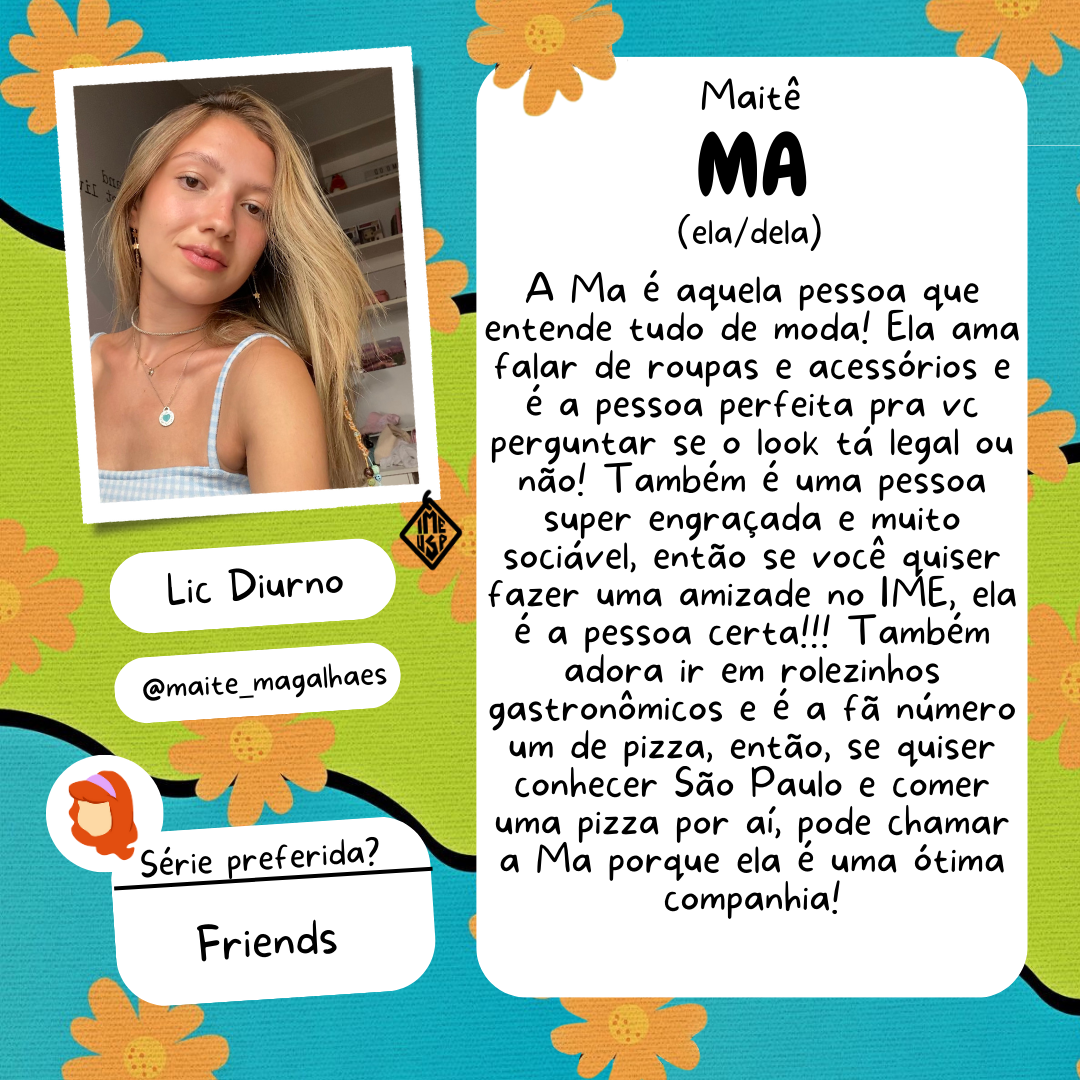 Maitê
MA
(ela/dela)
A Ma é aquela pessoa que
entende tudo de moda! Ela ama
falar de roupas e acessórios e
é a pessoa perfeita pra vc
perguntar se o look tá legal ou
não! Também é uma pessoa
super engraçada e muito
sociável, então se você quiser
fazer uma amizade no IME, ela
é a pessoa certa!!! Também
adora ir em rolezinhos
gastronômicos e é a fã número
um de pizza, então, se quiser
conhecer São Paulo e comer
uma pizza por aí, pode chamar
a Ma porque ela é uma ótima
companhia!
IME
USP
Lic Diurno
@maite_magalhaes
Série preferida?
Friends